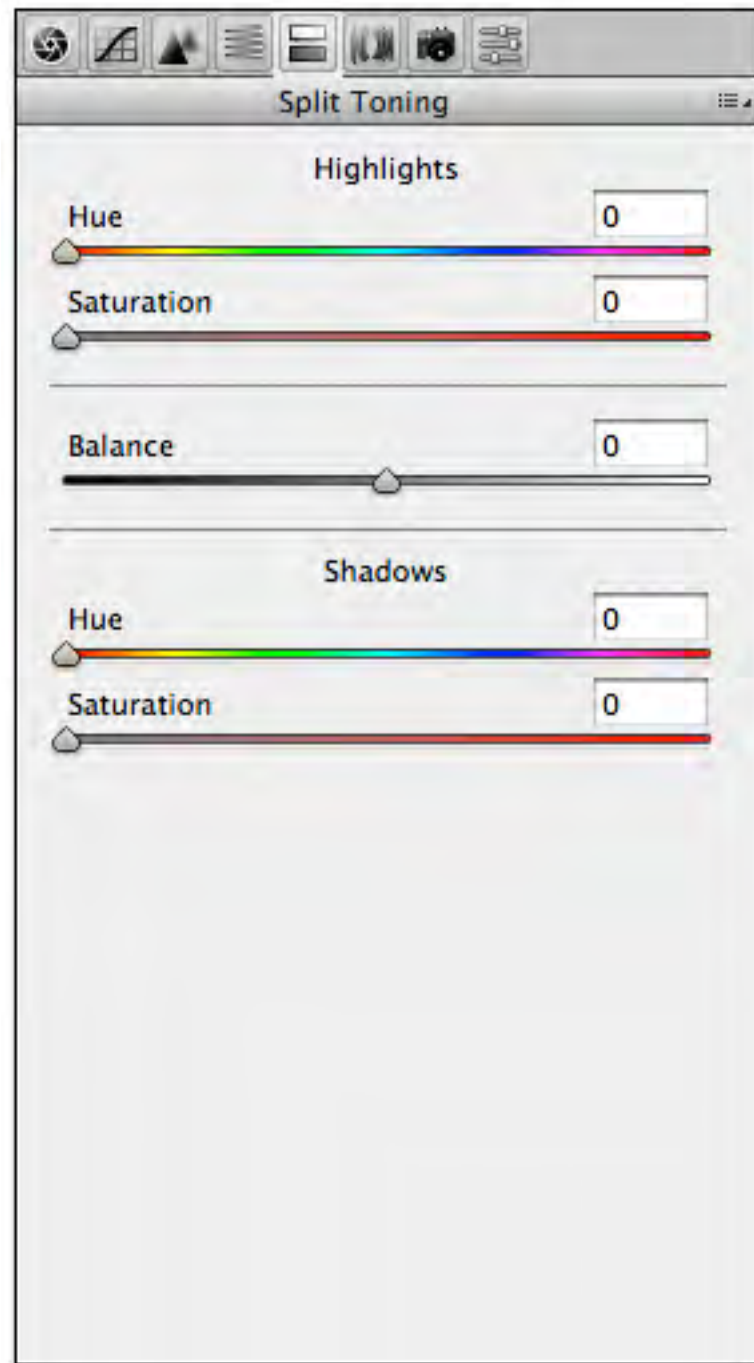 Split Toning
Highlights
Hue 0
Saturation 0
Balance 0
Shadows
Hue 0
Saturation 0